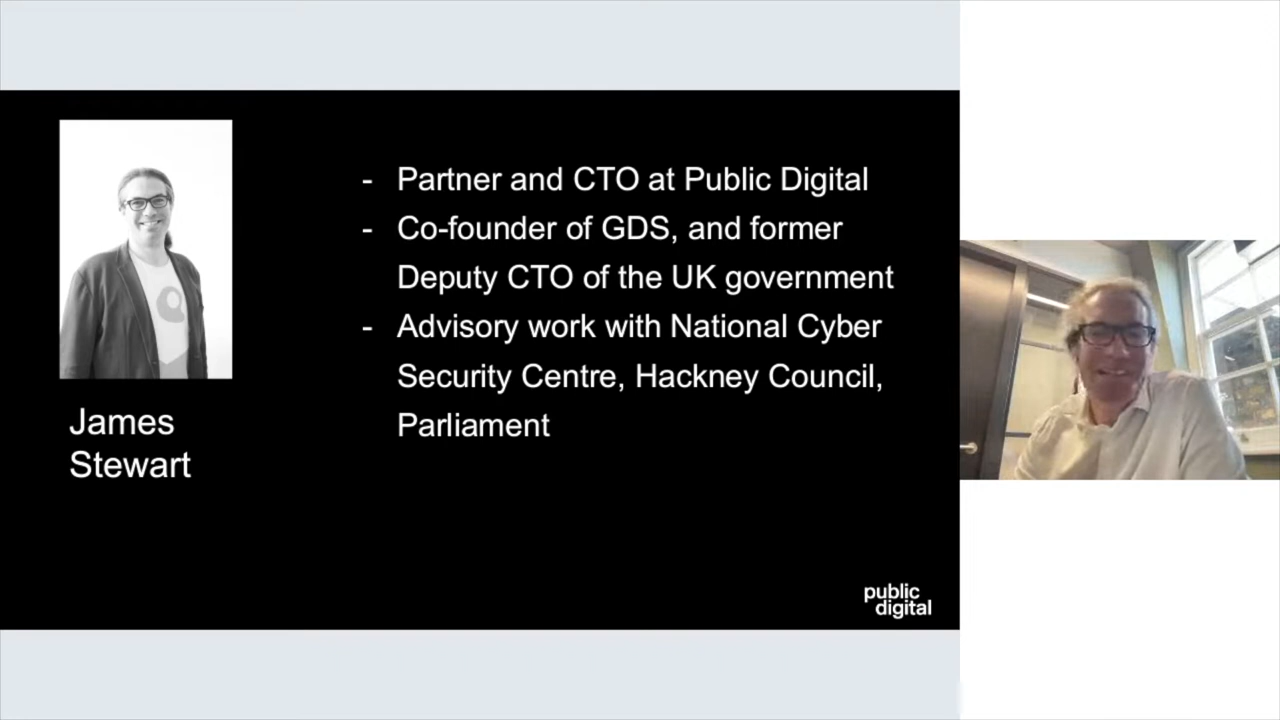 James
Stewart
- Partner and CTO at Public Digital
- Co-founder of GDS, and former
Deputy CTO of the UK government
- Advisory work with National Cyber
Security Centre, Hackney Council,
Parliament
public
digital